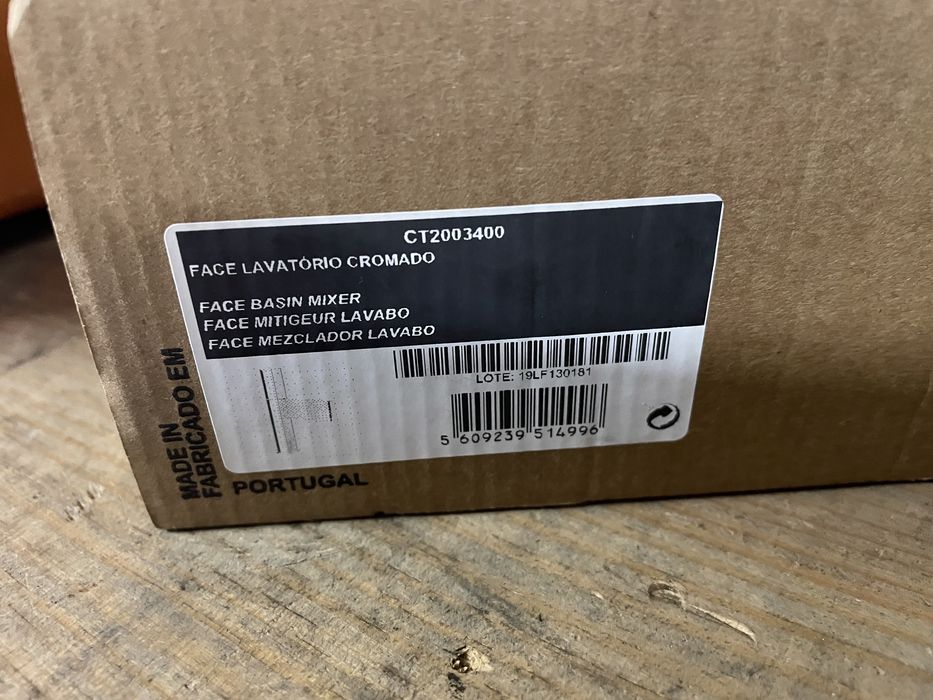 CT2003400
FACE LAVATÓRIO CROMADO
FACE BASIN MIXER
FACE MITIGEUR LAVABO
FACE MEZCLADOR LAVABO
LOTE: 19LF130181
5 609239 514996
MADE IN
FABRICADO EM
PORTUGAL